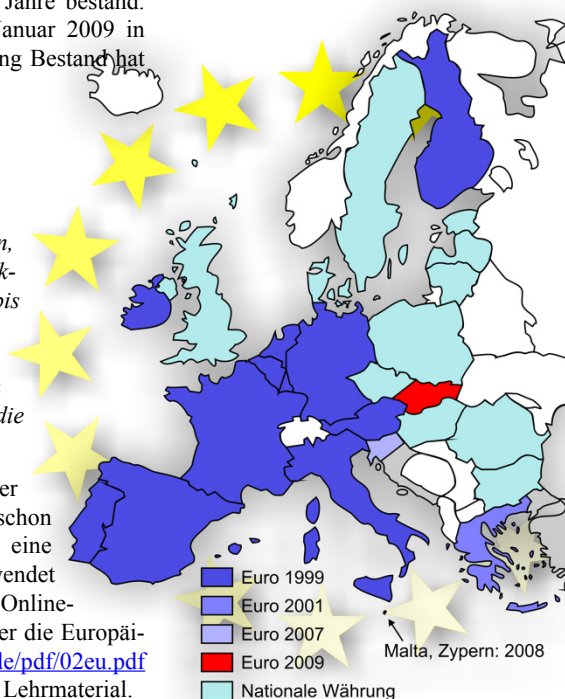 Jahre bestand.
Januar 2009 in
ng Bestand hat
n,
k-
bis
die
er
schon
eine
wendet
Online-
er die Europäi-
le/pdf/02eu.pdf
Lehrmaterial.
Euro 1999
Euro 2001
Euro 2007
Euro 2009
Nationale Währung
Malta, Zypern: 2008